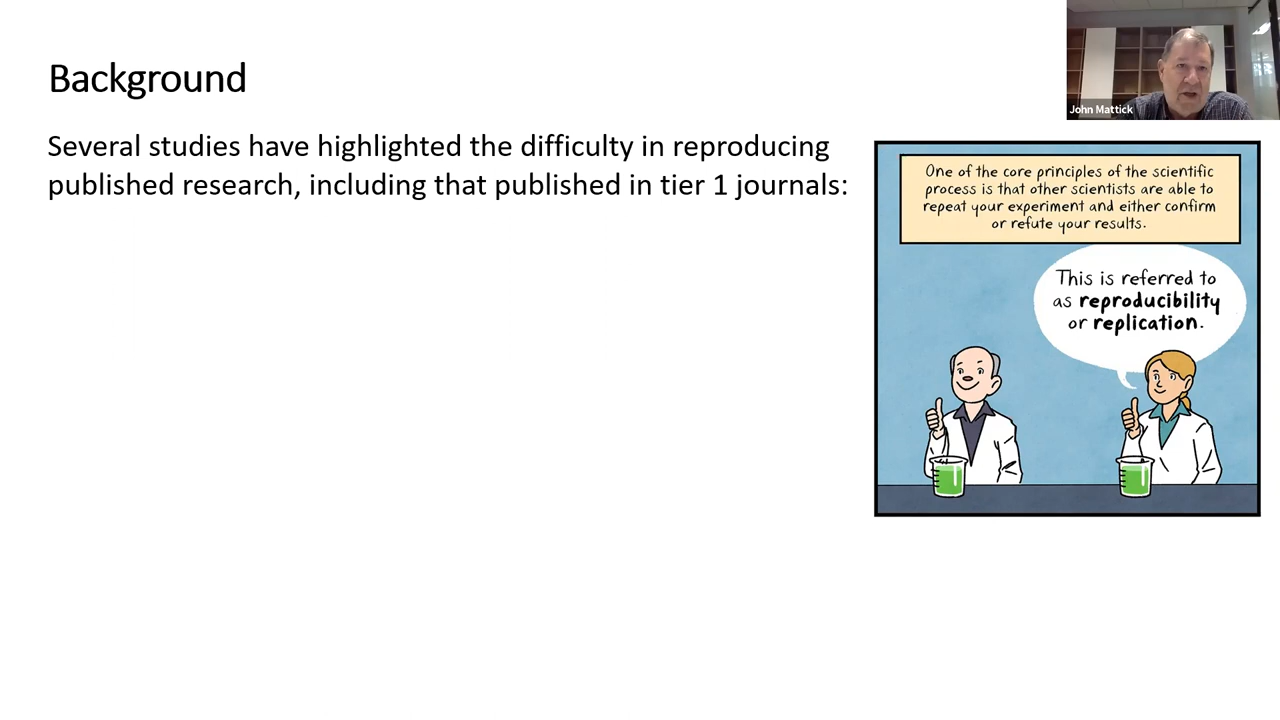 Background
John Mattick
Several studies have highlighted the difficulty in reproducing
published research, including that published in tier 1 journals:
One of the core principles of the scientific
process is that other scientists are able to
repeat your experiment and either confirm
or refute your results.
This is referred to
as reproducibility
or replication.